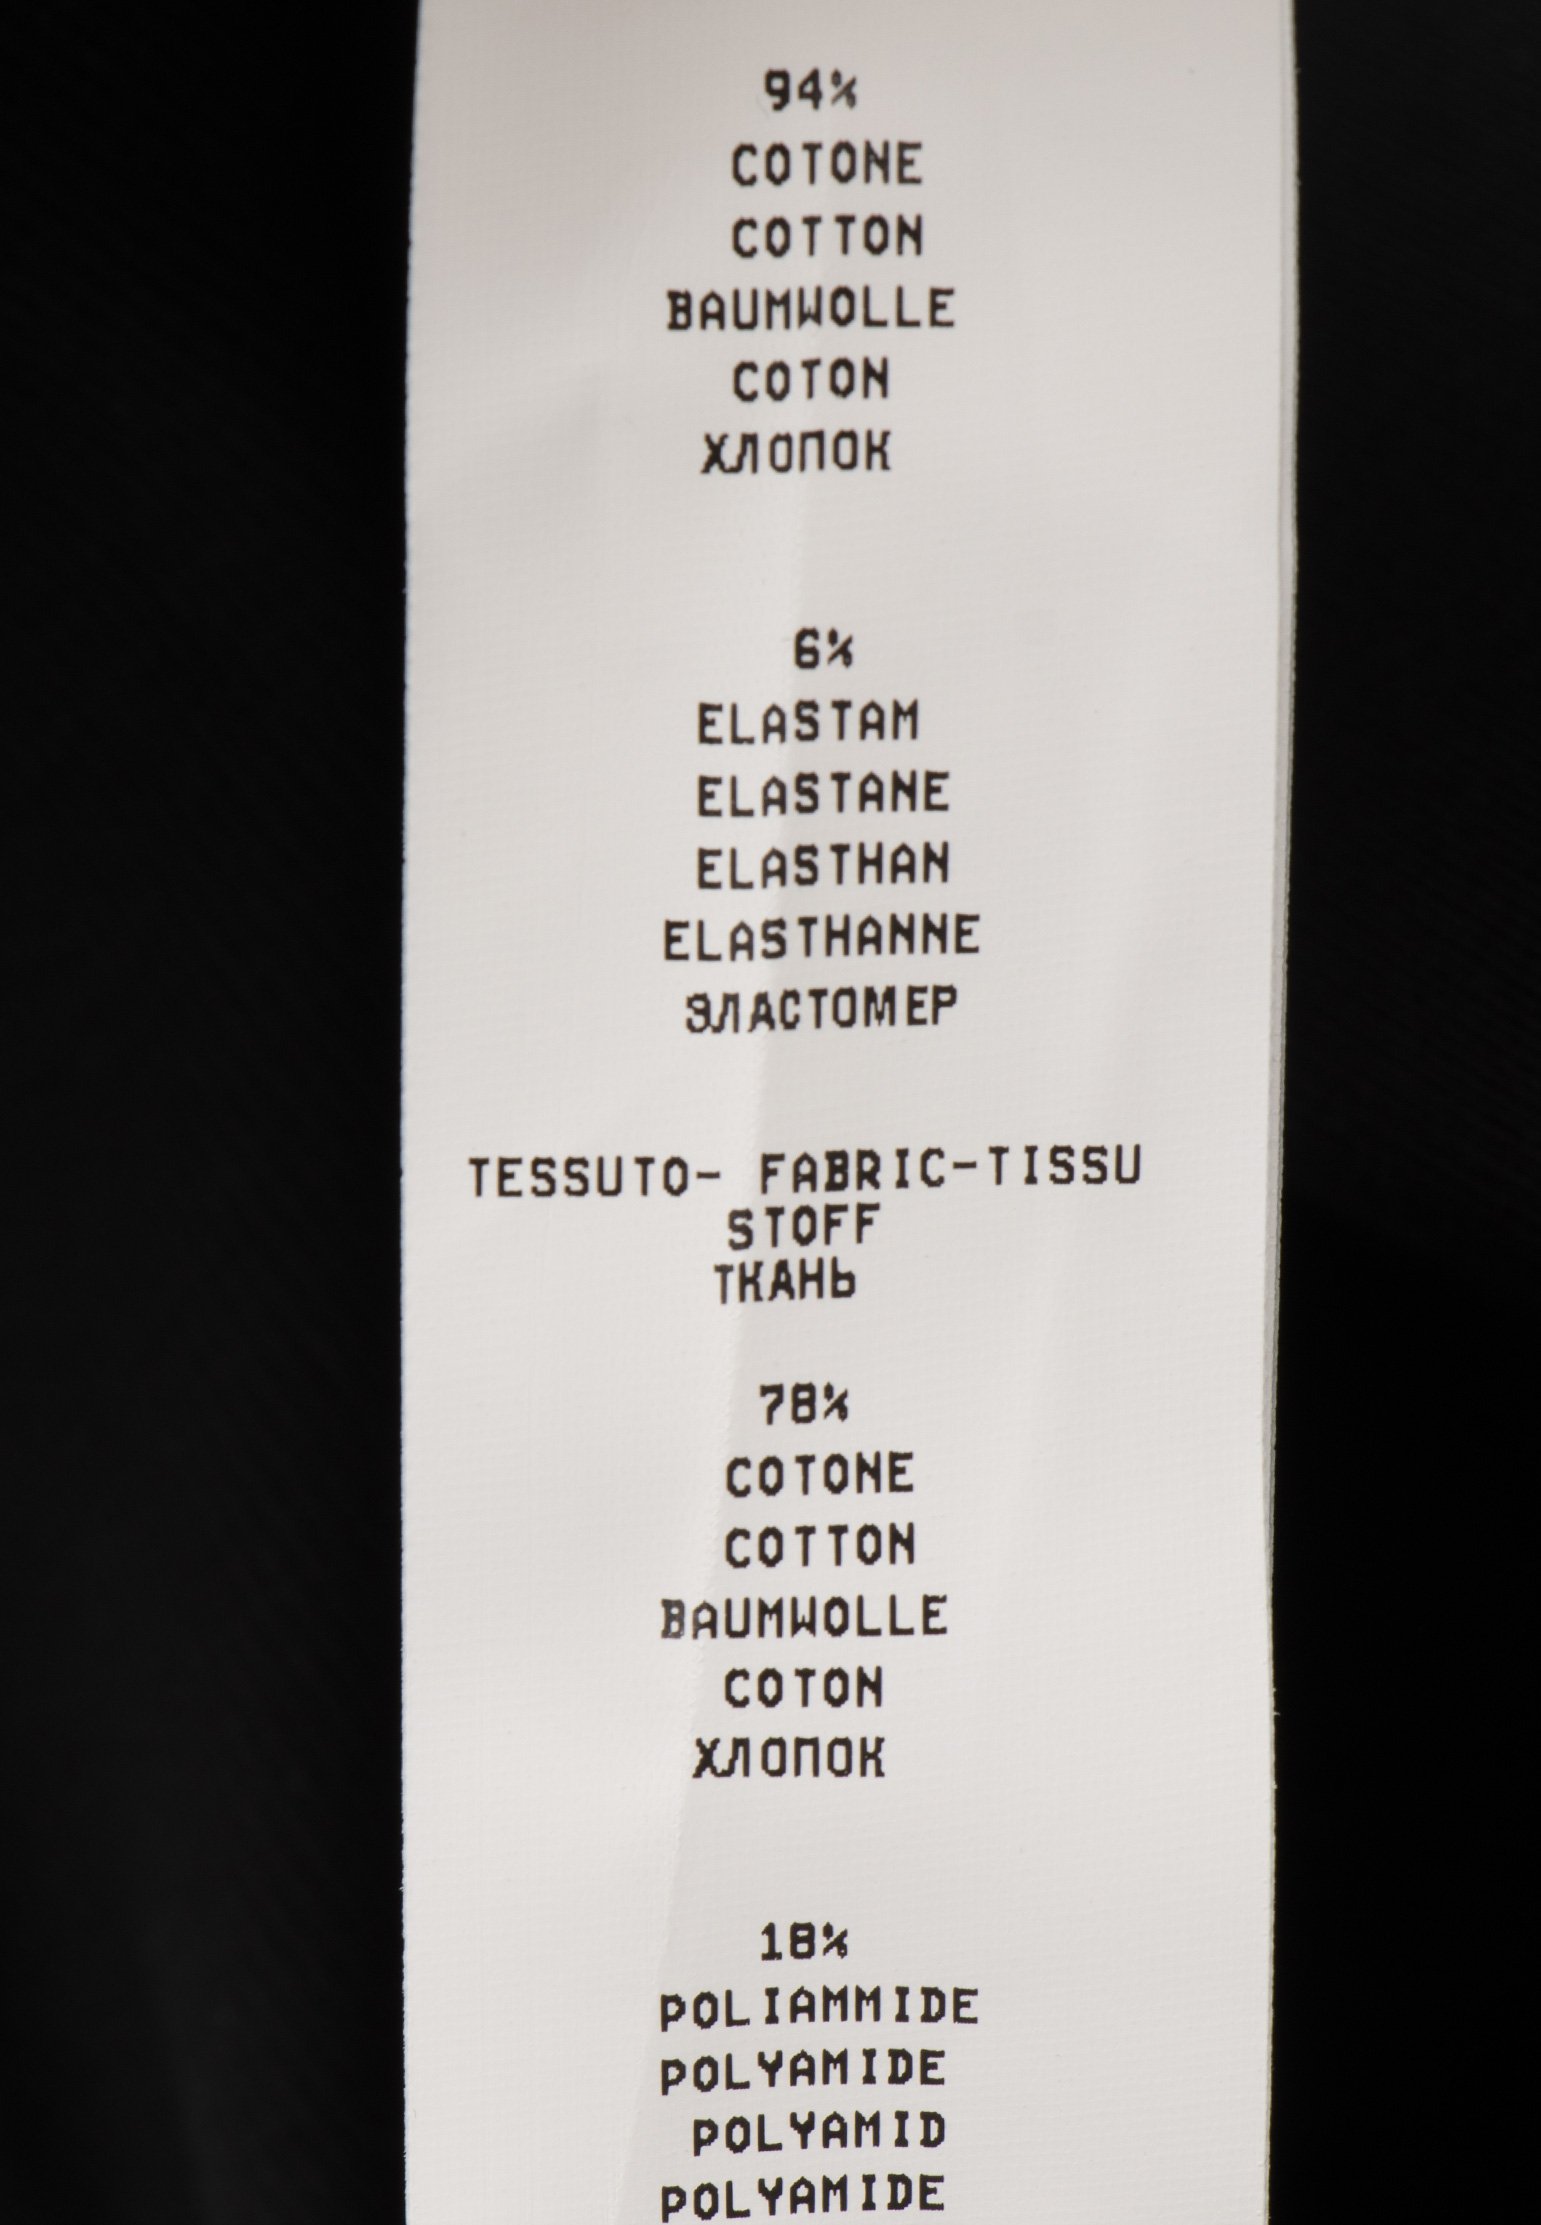 94%
COTONE
COTTON
BAUMWOLLE
COTON
ХЛОПОК
6%
ELASTAM
ELASTANE
ELASTHAN
ELASTHANNE
ЭЛАСТОМЕР
TESSUTO- FABRIC-TISSU
STOFF
ТКАНЬ
78%
COTONE
COTTON
BAUMWOLLE
COTON
ХЛОПОК
18%
POLIAMMIDE
POLYAMIDE
POLYAMID
POLYAMIDE